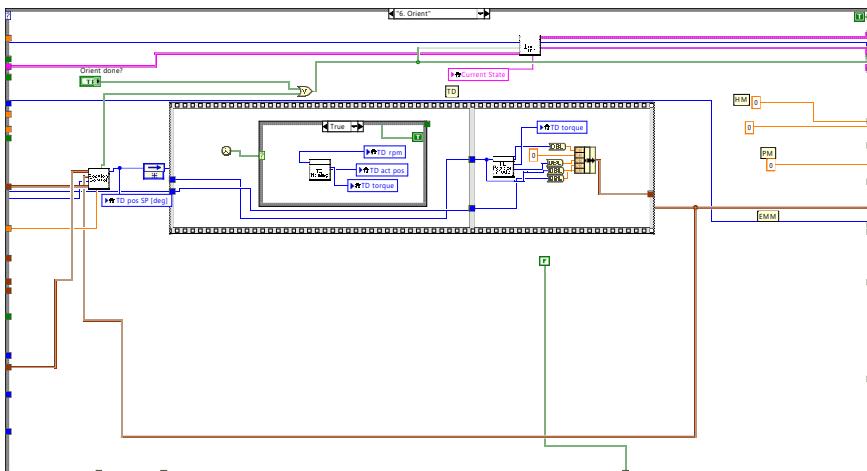 "6. Orient"
T
Orient done?
TF
Current State
TD
HM
0
TD torque
0
True
T
PM
TD rpm
DBL
0
0
TD act pos
DBL
DBL
DBL
TD torque
TD pos SP [deg]
EMM
F